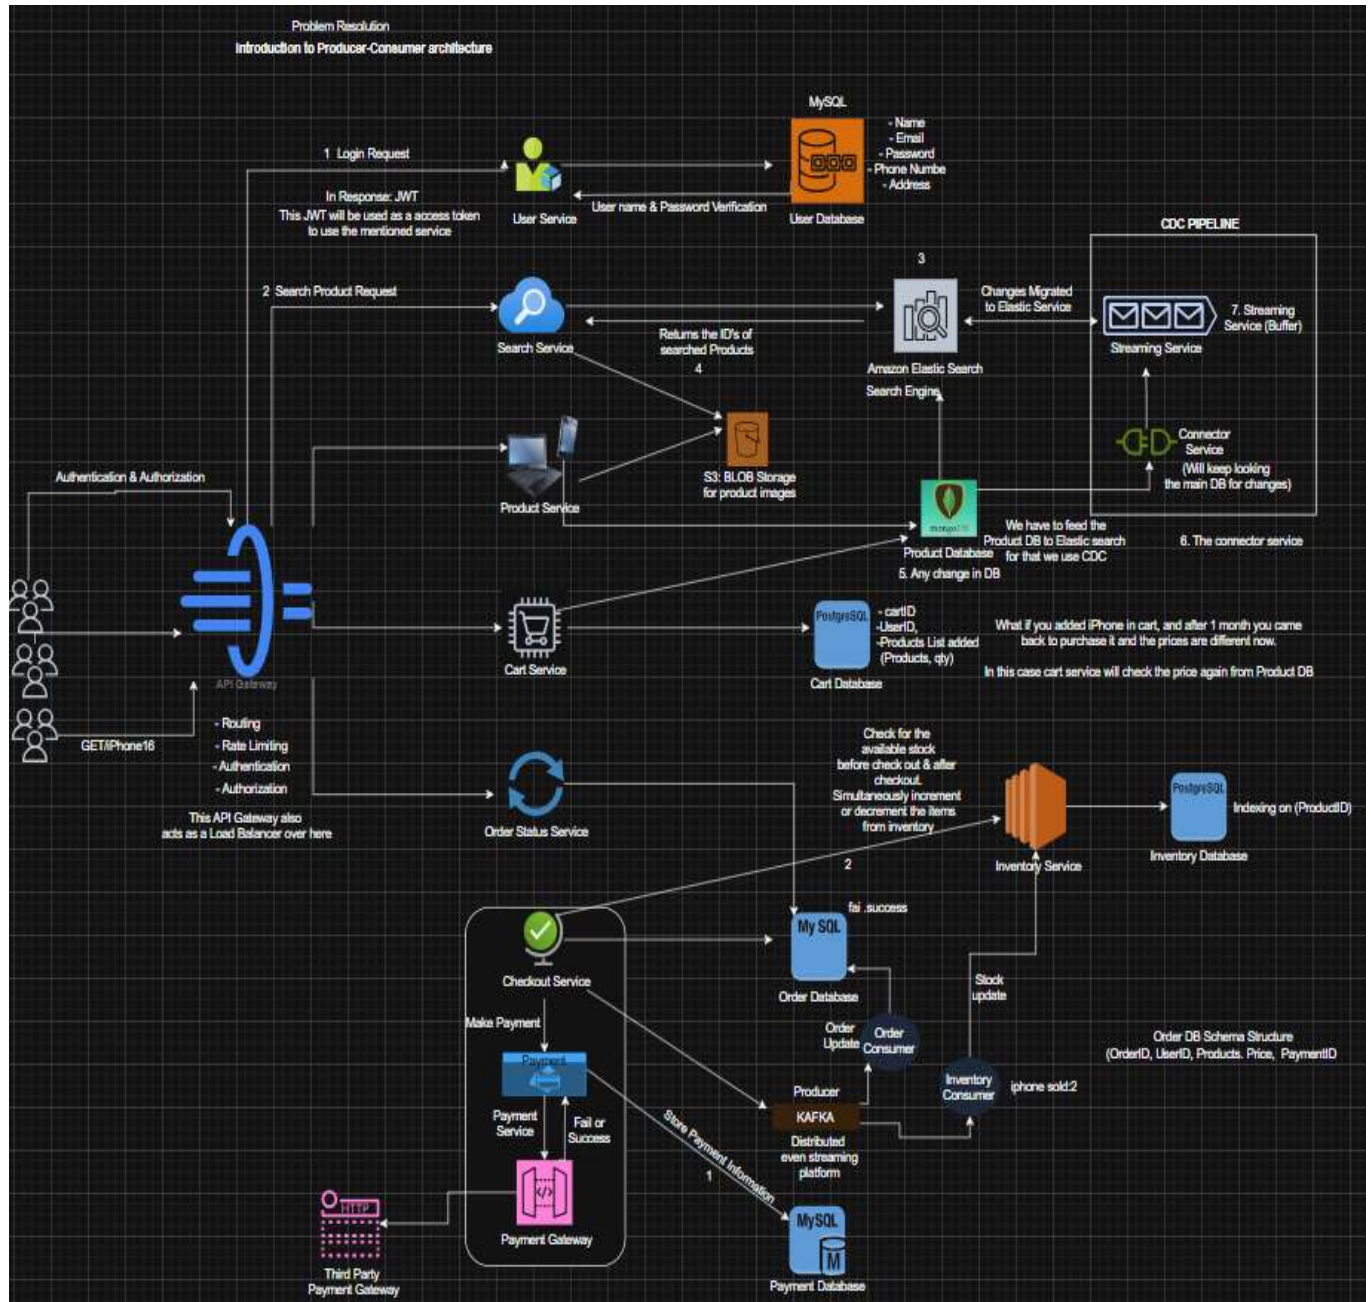 Problem Resolution
Introduction to Producer-Consumer architecture
MySQL
- Name
- Email
- Password
- Phone Numbe
- Address
1 Login Request
In Response: JWT
This JWT will be used as a access token
to use the mentioned service
User Service
User name & Password Verification
User Database
CDC PIPELINE
3
2 Search Product Request
Changes Migrated
to Elastic Service
7. Streaming
Service (Buffer)
Search Service
Returns the ID's of
searched Products
4
Streaming Service
Amazon Elastic Search
Search Engine
Connector
Service
(Will keep looking
the main DB for changes)
Authentication & Authorization
S3: BLOB Storage
for product images
Product Service
We have to feed the
Product DB to Elastic search
for that we use CDC
6. The connector service
Product Database
5. Any change in DB
PostgreSQL
- cartID
-UserID,
-Products List added
(Products, qty)
What if you added iPhone in cart, and after 1 month you came
back to purchase it and the prices are different now.
In this case cart service will check the price again from Product DB
Cart Service
Cart Database
API Gateway
GET/iPhone16
- Routing
- Rate Limiting
- Authentication
- Authorization
This API Gateway also
acts as a Load Balancer over here
Check for the
available stock
before check out & after
checkout.
Simultaneously increment
or decrement the items
from inventory
Order Status Service
PostgreSQL
Indexing on (ProductID)
Inventory Service
Inventory Database
2
fai .success
My SQL
Checkout Service
Order Database
Stock
update
Make Payment
Order
Update
Order
Consumer
Order DB Schema Structure
(OrderID, UserID, Products. Price, PaymentID
Payment
Inventory
Consumer
iphone sold:2
Producer
KAFKA
Payment
Service
Fail or
Success
Distributed
even streaming
platform
Store Payment Information
1
HTTP
</>
MySQL
M
Payment Gateway
Third Party
Payment Gateway
Payment Database